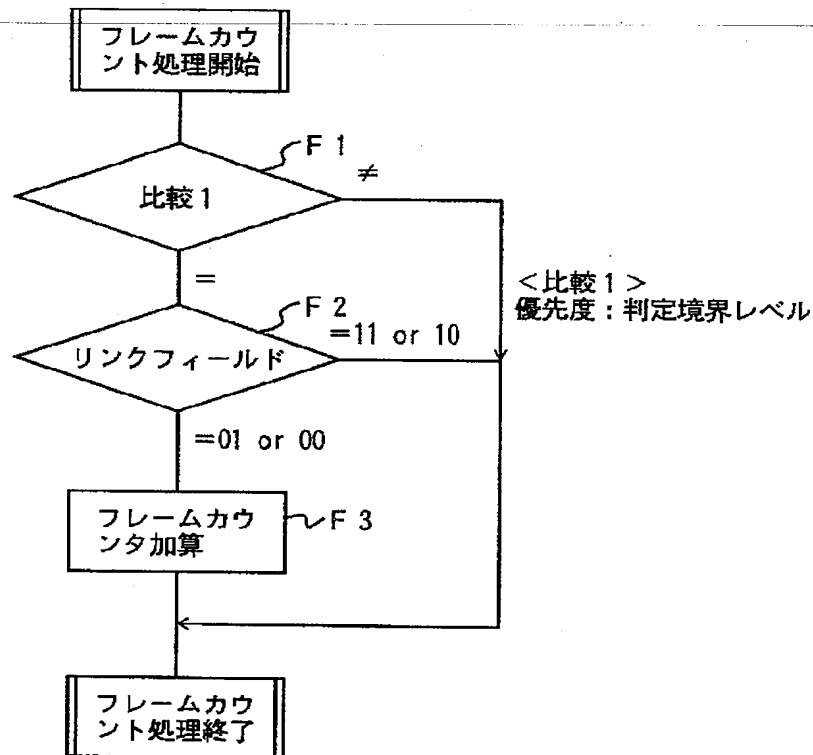 フレームカウ
ント処理開始
F 1
≠
比較1
=
<比較1>
優先度:判定境界レベル
F 2
=11 or 10
リンクフィールド
=01 or 00
フレームカウ
ンタ加算
F 3
フレームカウ
ント処理終了